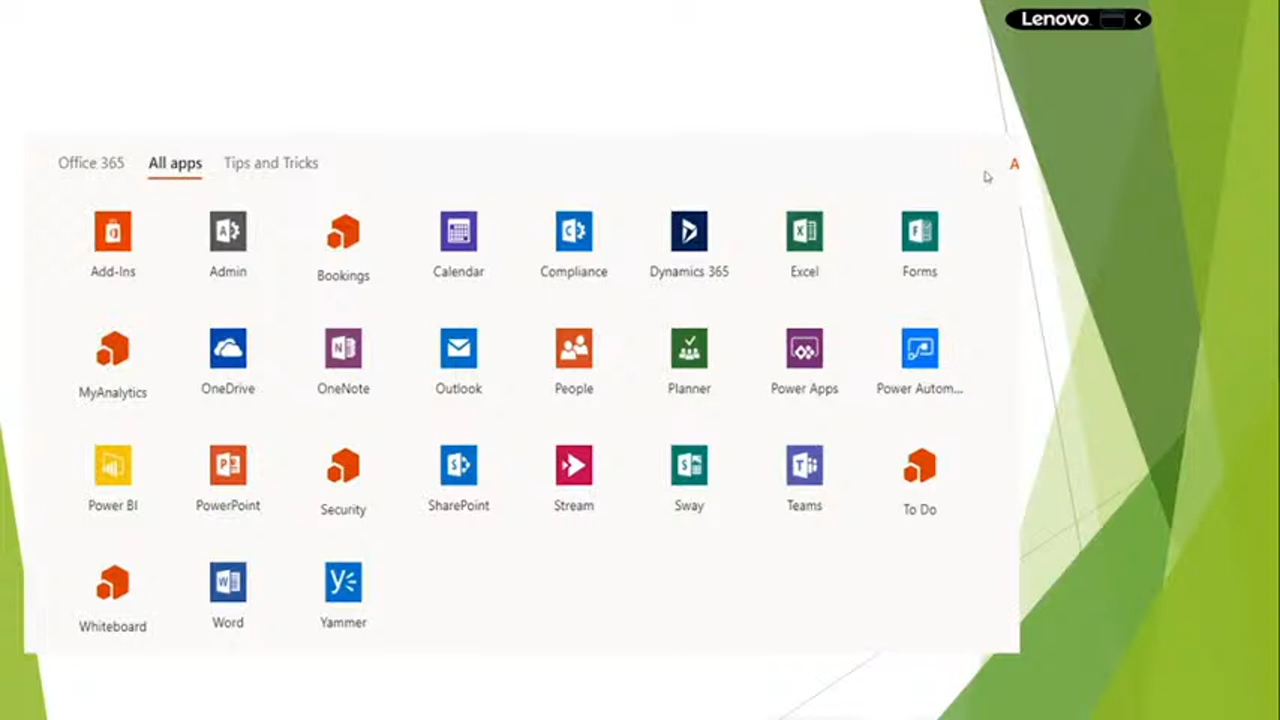 Lenovo
Office 365 All apps Tips and Tricks A
Add-Ins Admin Bookings Calendar Compliance Dynamics 365 Excel Forms
MyAnalytics OneDrive OneNote Outlook People Planner Power Apps Power Autom...
Power BI PowerPoint Security SharePoint Stream Sway Teams To Do
Whiteboard Word Yammer